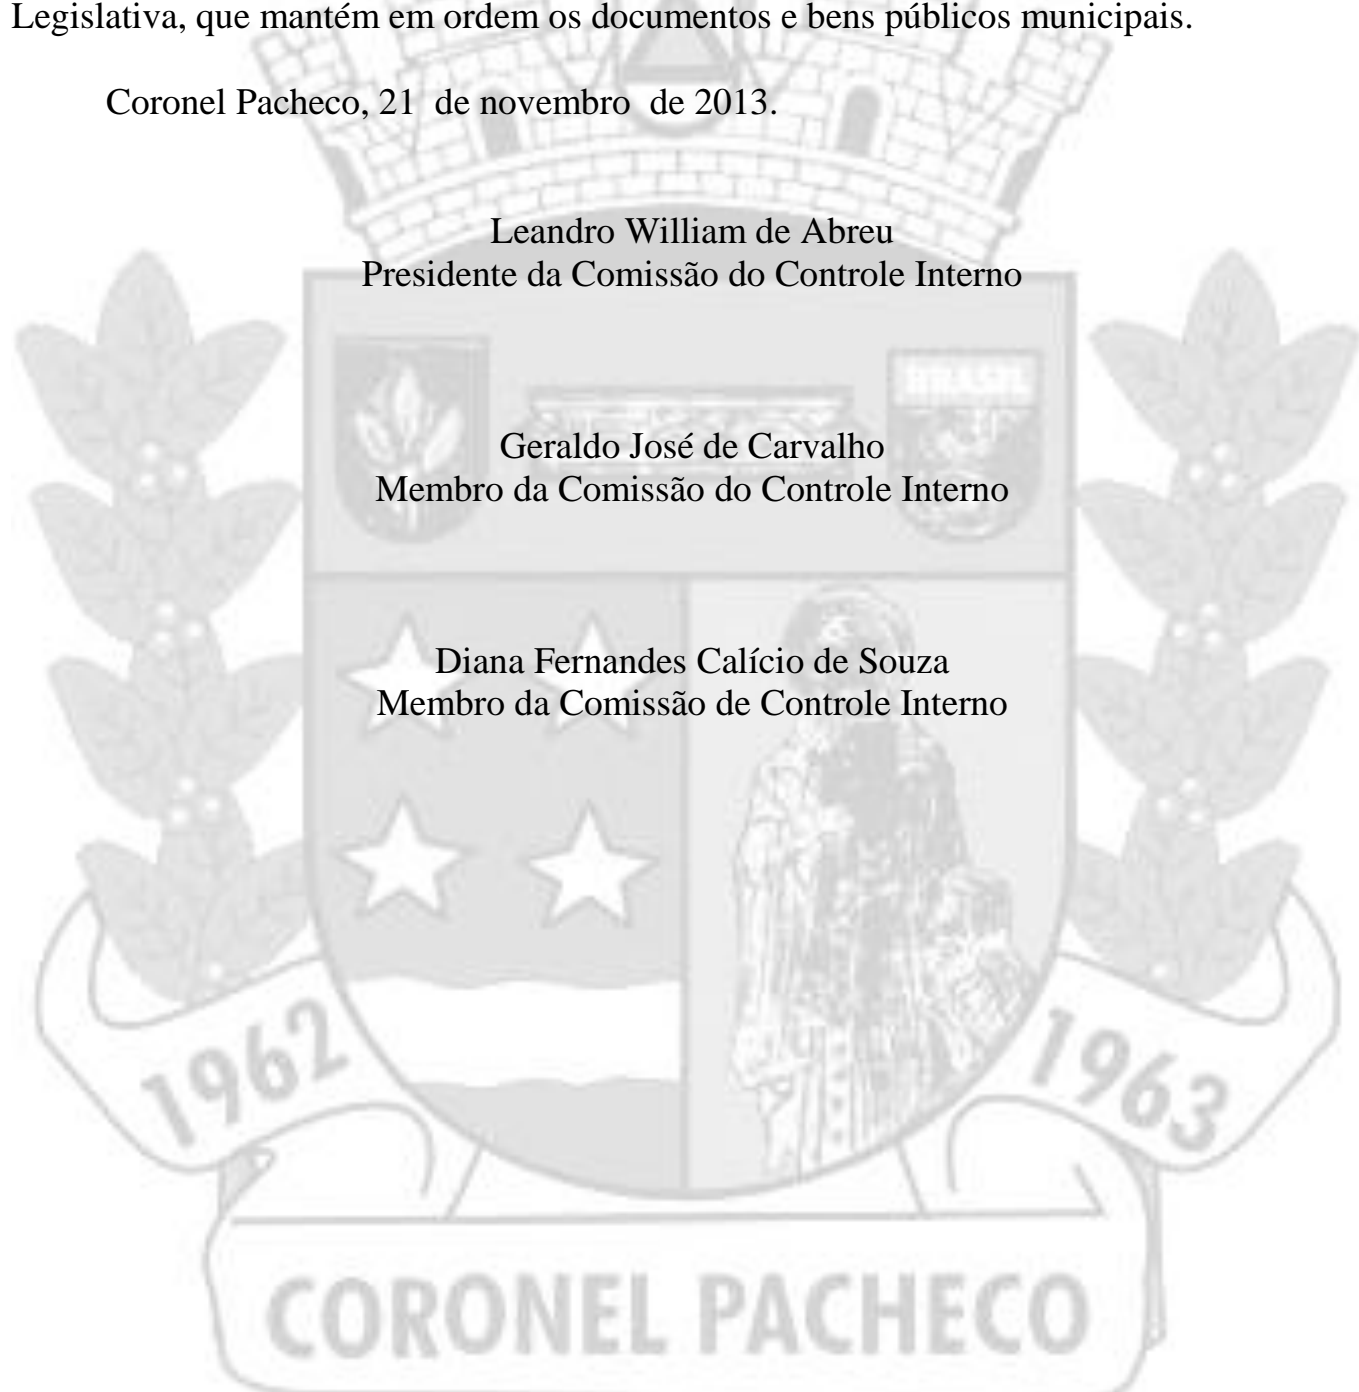 Legislativa, que mantém em ordem os documentos e bens públicos municipais.
Coronel Pacheco, 21 de novembro de 2013.
Leandro William de Abreu
Presidente da Comissão do Controle Interno
BRASIL
Geraldo José de Carvalho
Membro da Comissão do Controle Interno
Diana Fernandes Calício de Souza
Membro da Comissão de Controle Interno
1962
1963
CORONEL PACHECO